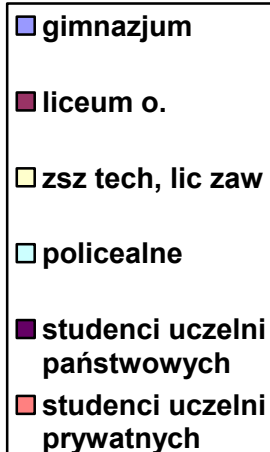 gimnazjum
liceum o.
zsz tech, lic zaw
policealne
studenci uczelni
państwowych
studenci uczelni
prywatnych